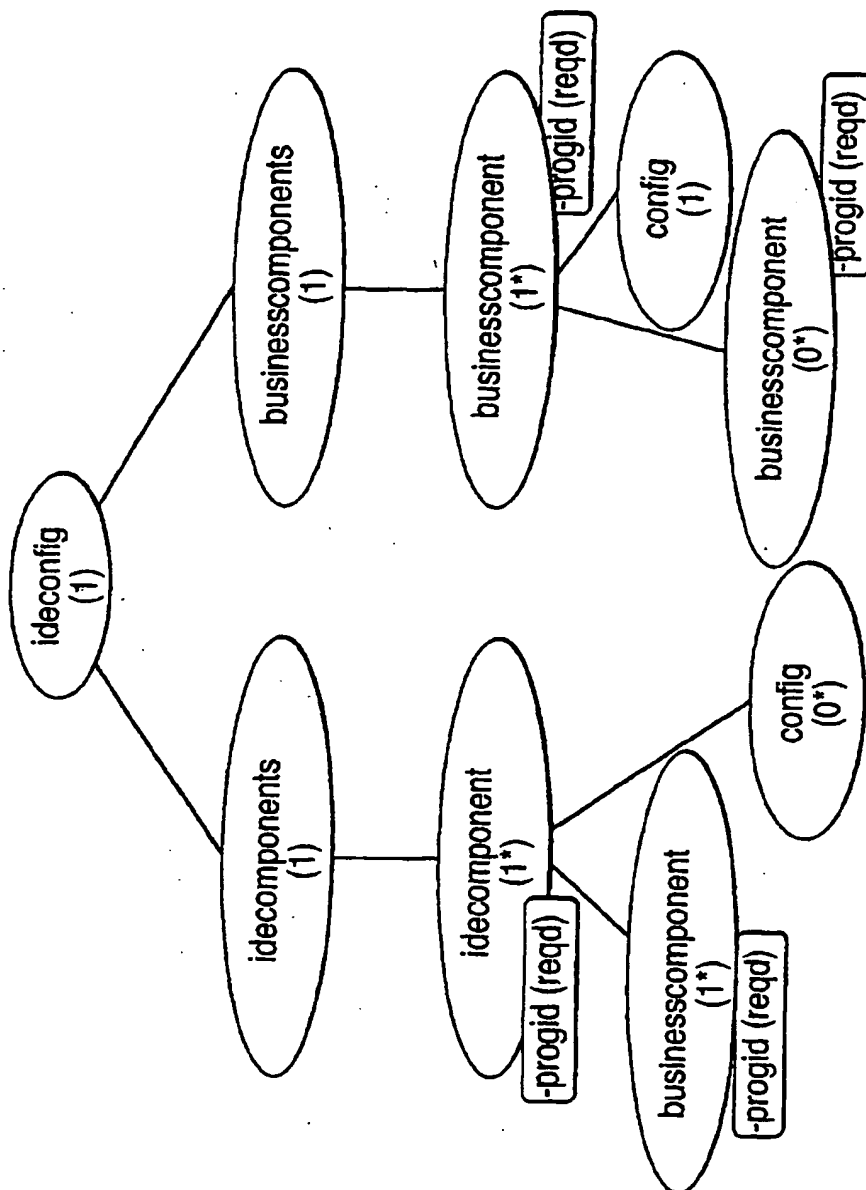 ideconfig
(1)
idecomponents
(1)
businesscomponents
(1)
idecomponent
(1*)
-progid (reqd)
businesscomponent
(1*)
-progid (reqd)
businesscomponent
(1*)
-progid (reqd)
config
(0*)
config
(1)
businesscomponent
(0*)
-progid (reqd)